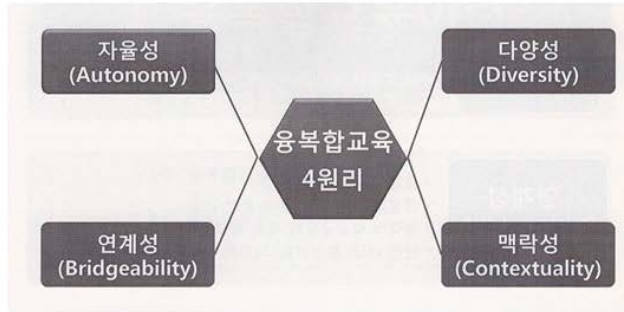 자율성
(Autonomy)
다양성
(Diversity)
융복합교육
4원리
연계성
(Bridgeability)
맥락성
(Contextuality)